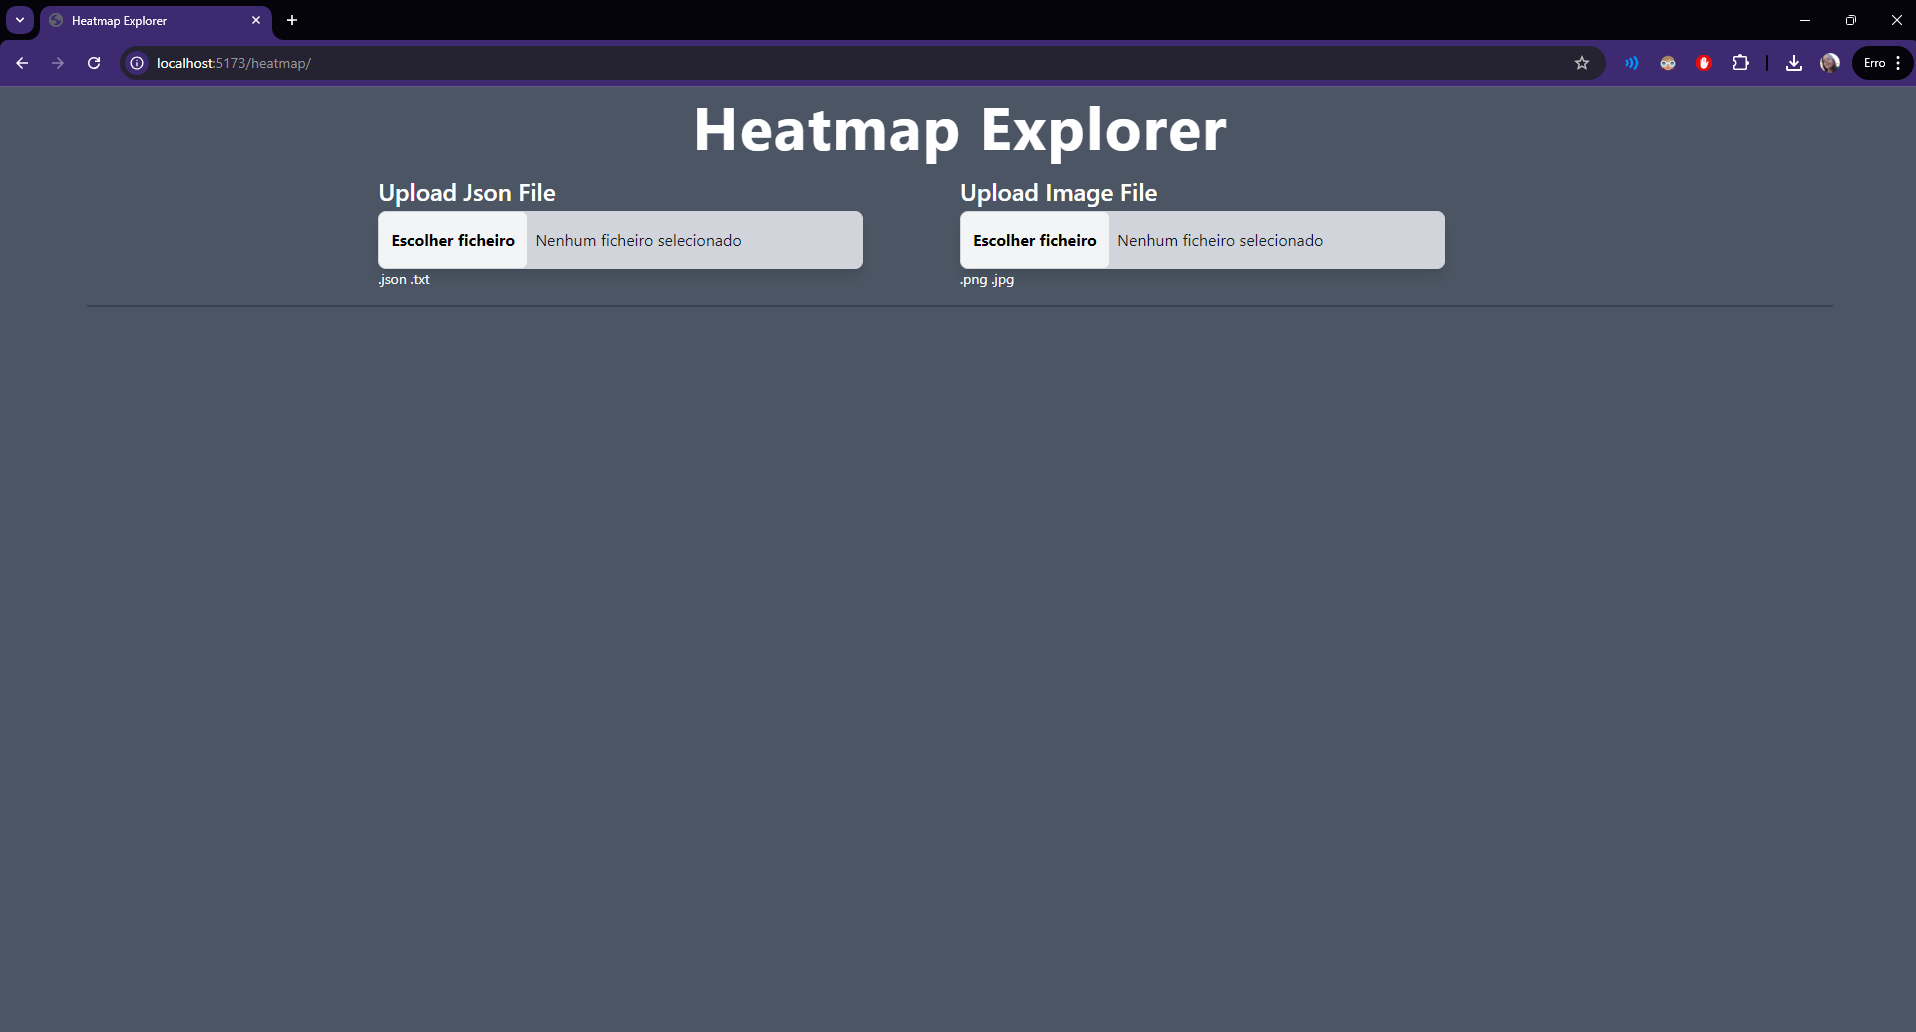 Heatmap Explorer
localhost:5173/heatmap/
Erro
Heatmap Explorer
Upload Json File
Escolher ficheiro Nenhum ficheiro selecionado
.json .txt
Upload Image File
Escolher ficheiro Nenhum ficheiro selecionado
.png .jpg